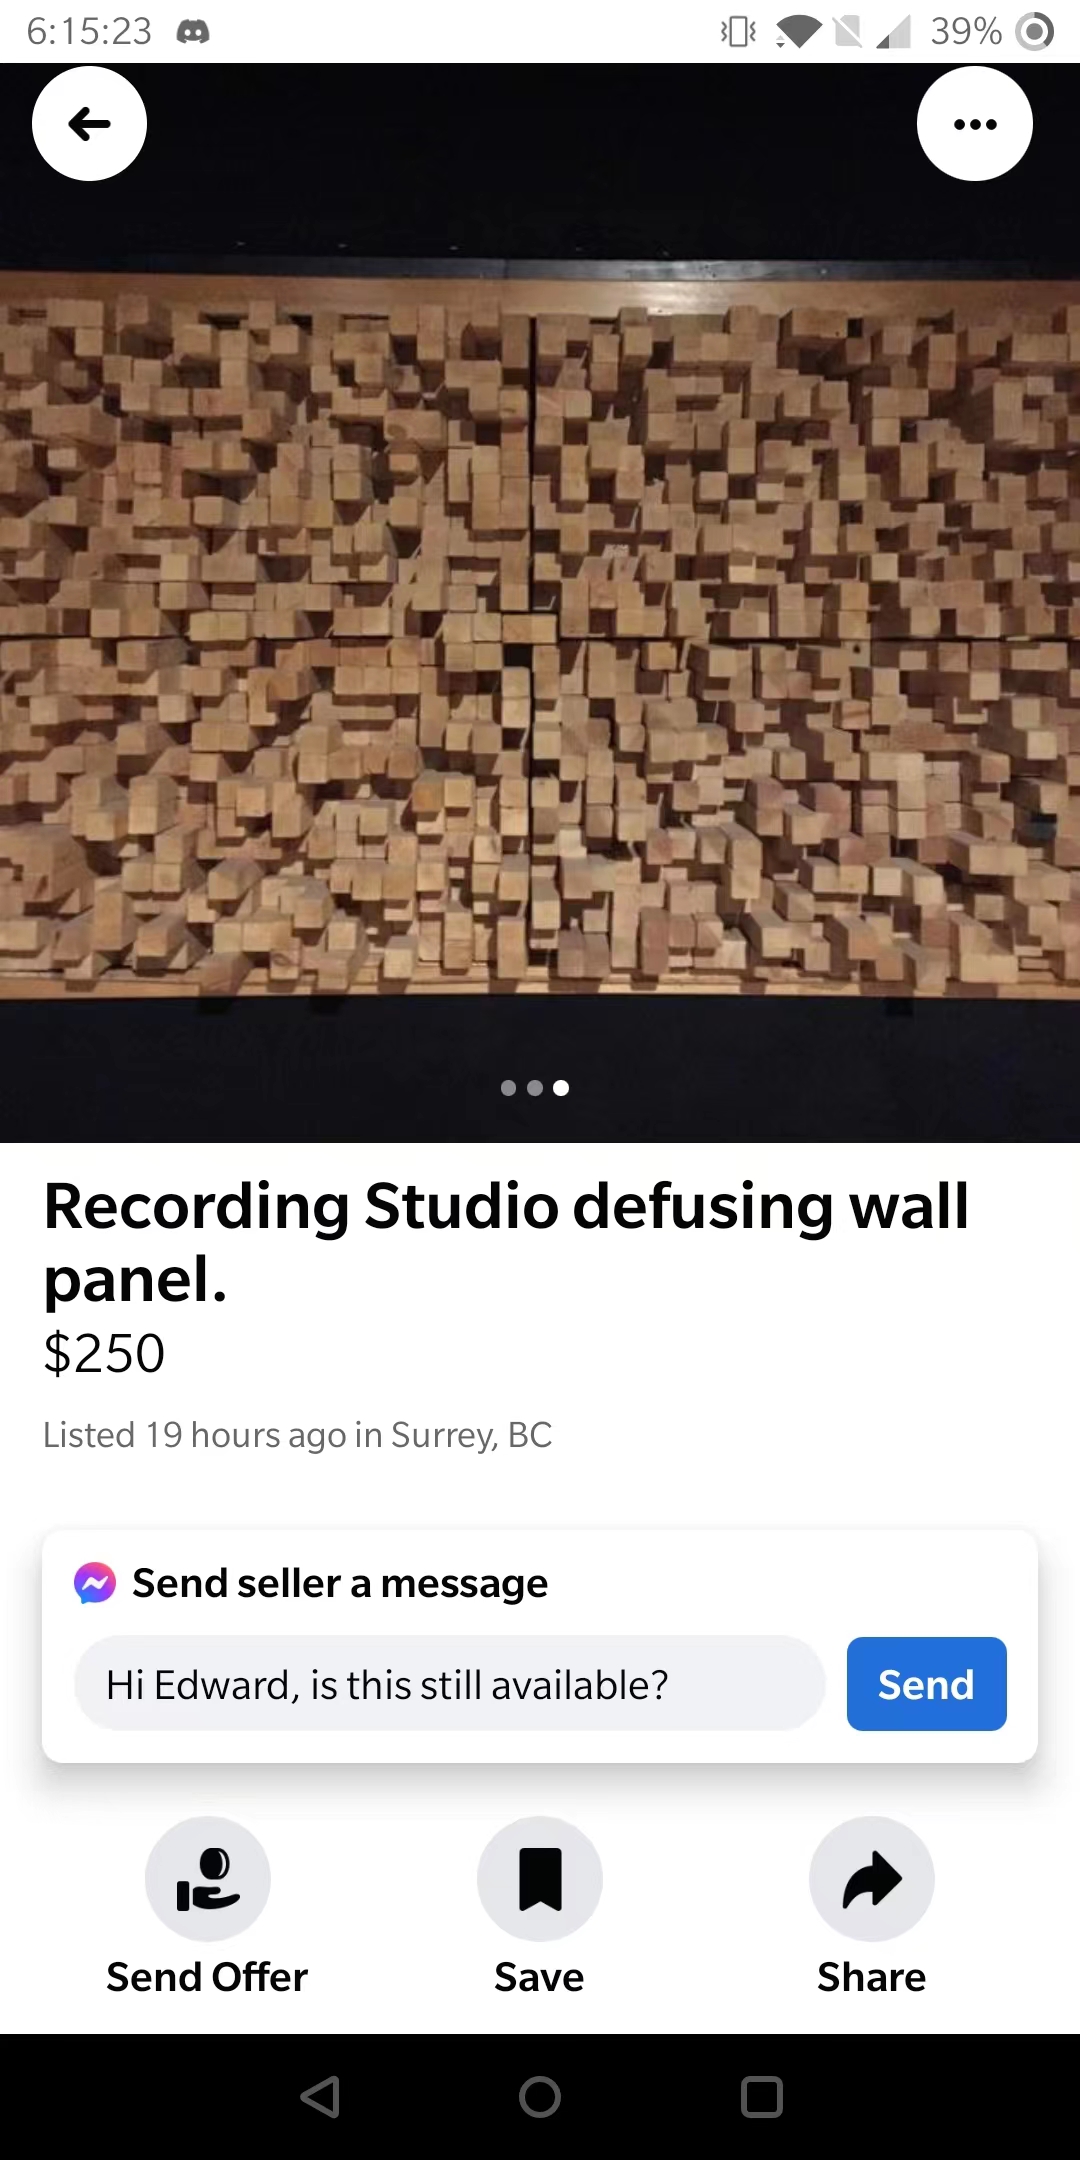 6:15:23
39%
Recording Studio defusing wall
panel.
$250
Listed 19 hours ago in Surrey, BC
Send seller a message
Hi Edward, is this still available?
Send
Send Offer
Save
Share